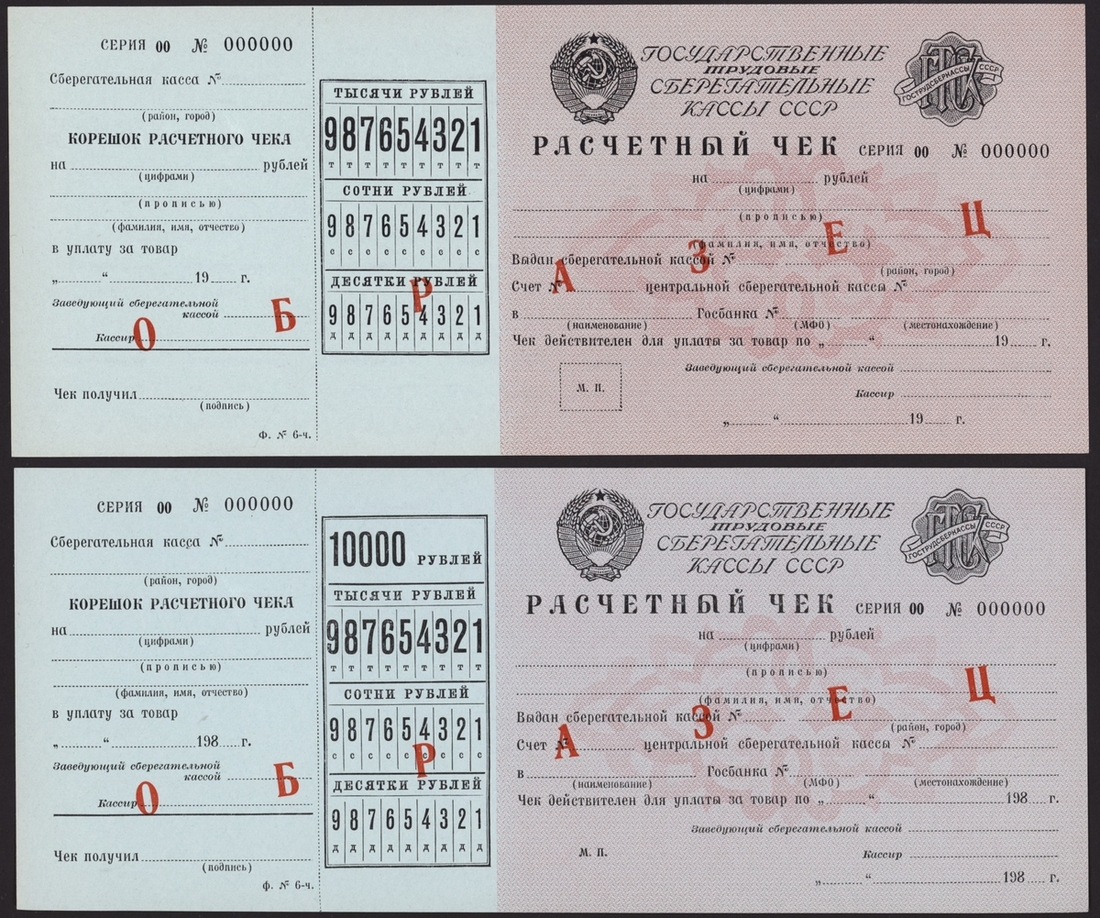 СЕРИЯ 00 № 000000
Сберегательная касса №
(район, город)
КОРЕШОК РАСЧЕТНОГО ЧЕКА
на рублей
(цифрами)
(прописью)
(фамилия, имя, отчество)
в уплату за товар
„ “ 19 г.
Заведующий сберегательной
кассой
Кассир
Чек получил
(подпись)
Ф. № 6-ч.
ТЫСЯЧИ РУБЛЕЙ
9 8 7 6 5 4 3 2 1
т т т т т т т т т
СОТНИ РУБЛЕЙ
9 8 7 6 5 4 3 2 1
с с с с с с с с с
ДЕСЯТКИ РУБЛЕЙ
9 8 7 6 5 4 3 2 1
д д д д д д д д д
ГОСУДАРСТВЕННЫЕ
ТРУДОВЫЕ
СБЕРЕГАТЕЛЬНЫЕ
КАССЫ СССР
ГТСК
ГОСТРУДСБЕРКАССЫ СССР
РАСЧЕТНЫЙ ЧЕК СЕРИЯ 00 № 000000
на рублей
(цифрами)
(прописью)
(фамилия, имя, отчество)
Выдан сберегательной кассой №
(район, город)
Счет № центральной сберегательной кассы №
в Госбанка №
(наименование) (МФО) (местонахождение)
Чек действителен для уплаты за товар по „ “ 19 г.
Заведующий сберегательной кассой
М. П.
Кассир
„ “ 19 г.
О Б Р А З Е Ц
СЕРИЯ 00 № 000000
Сберегательная касса №
(район, город)
КОРЕШОК РАСЧЕТНОГО ЧЕКА
на рублей
(цифрами)
(прописью)
(фамилия, имя, отчество)
в уплату за товар
„ “ 198 г.
Заведующий сберегательной
кассой
Кассир
Чек получил
(подпись)
ф. № 6-ч.
10000 РУБЛЕЙ
ТЫСЯЧИ РУБЛЕЙ
9 8 7 6 5 4 3 2 1
т т т т т т т т т
СОТНИ РУБЛЕЙ
9 8 7 6 5 4 3 2 1
с с с с с с с с с
ДЕСЯТКИ РУБЛЕЙ
9 8 7 6 5 4 3 2 1
д д д д д д д д д
ГОСУДАРСТВЕННЫЕ
ТРУДОВЫЕ
СБЕРЕГАТЕЛЬНЫЕ
КАССЫ СССР
ГТСК
ГОСТРУДСБЕРКАССЫ СССР
РАСЧЕТНЫЙ ЧЕК СЕРИЯ 00 № 000000
на рублей
(цифрами)
(прописью)
(фамилия, имя, отчество)
Выдан сберегательной кассой №
(район, город)
Счет № центральной сберегательной кассы №
в Госбанка №
(наименование) (МФО) (местонахождение)
Чек действителен для уплаты за товар по „ “ 198 г.
Заведующий сберегательной кассой
М. П. Кассир
„ “ 198 г.
О Б Р А З Е Ц